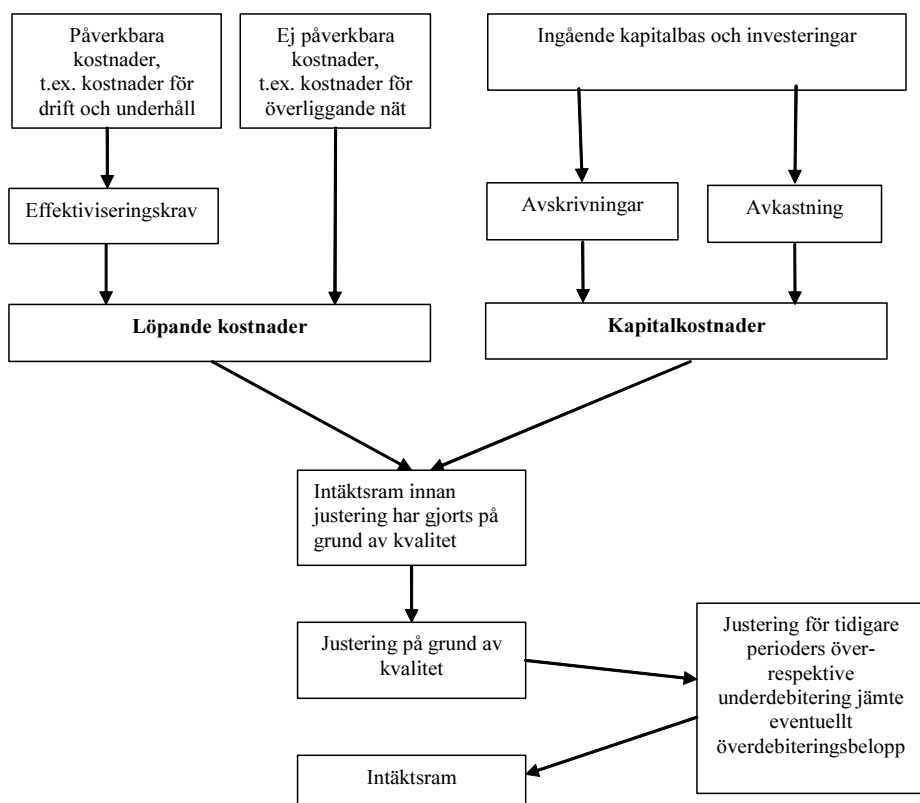 Påverkbara
kostnader,
t.ex. kostnader för
drift och underhåll
Ej påverkbara
kostnader,
t.ex. kostnader för
överliggande nät
Ingående kapitalbas och investeringar
Effektiviseringskrav
Avskrivningar
Avkastning
Löpande kostnader
Kapitalkostnader
Intäktsram innan
justering har gjorts på
grund av kvalitet
Justering på grund av
kvalitet
Justering för tidigare
perioders över-
respektive
underdebitering jämte
eventuellt
överdebiteringsbelopp
Intäktsram